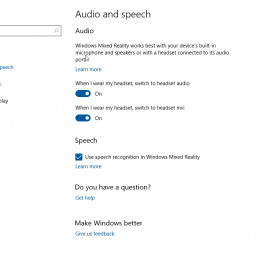 Audio and speech
Audio
Windows Mixed Reality works best with your device's built-in
microphone and speakers or with a headset connected to its audio
ports.
Learn more
When I wear my headset, switch to headset audio
On
When I wear my headset, switch to headset mic
On
Speech
Use speech recognition in Windows Mixed Reality
Learn more
Do you have a question?
Get help
Make Windows better
Give us feedback
peech
play